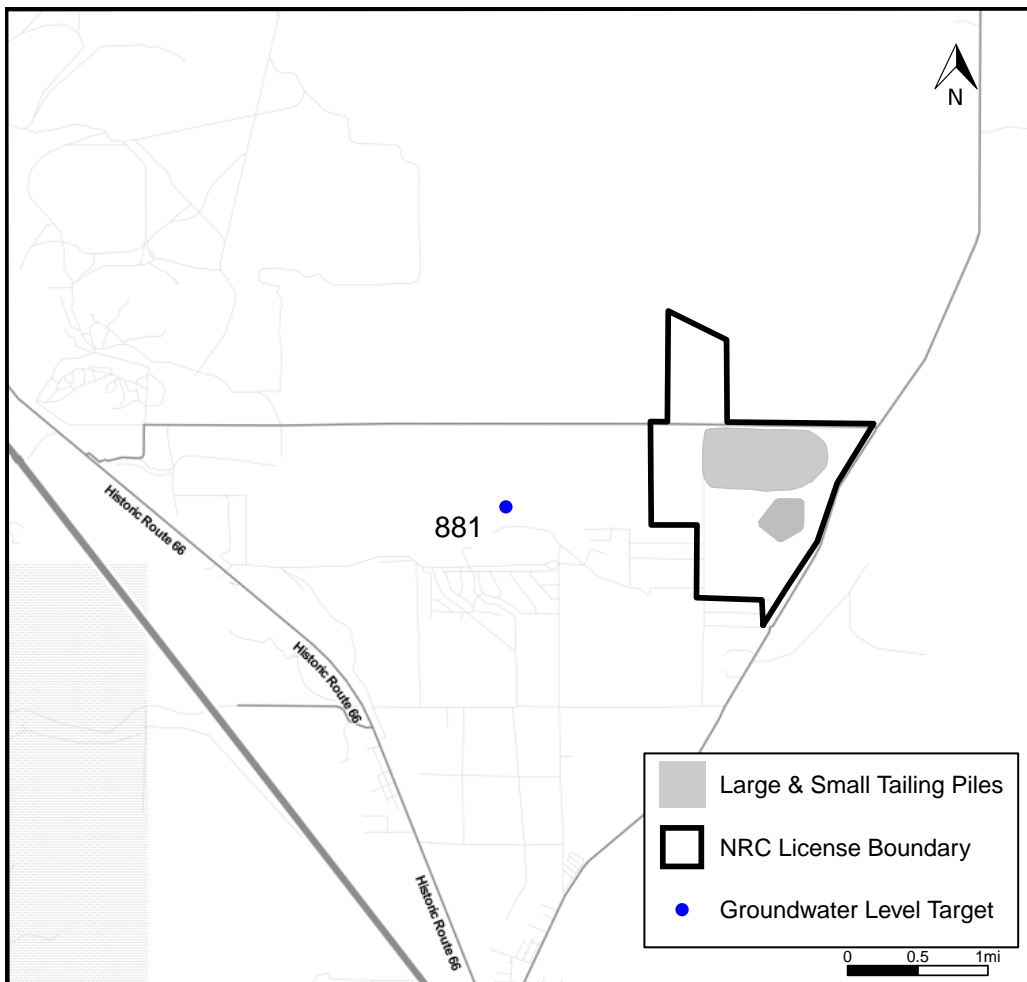 N
Historic Route 66
881
Historic Route 66
Historic Route 66
Large & Small Tailing Piles
NRC License Boundary
Groundwater Level Target
0 0.5 1mi